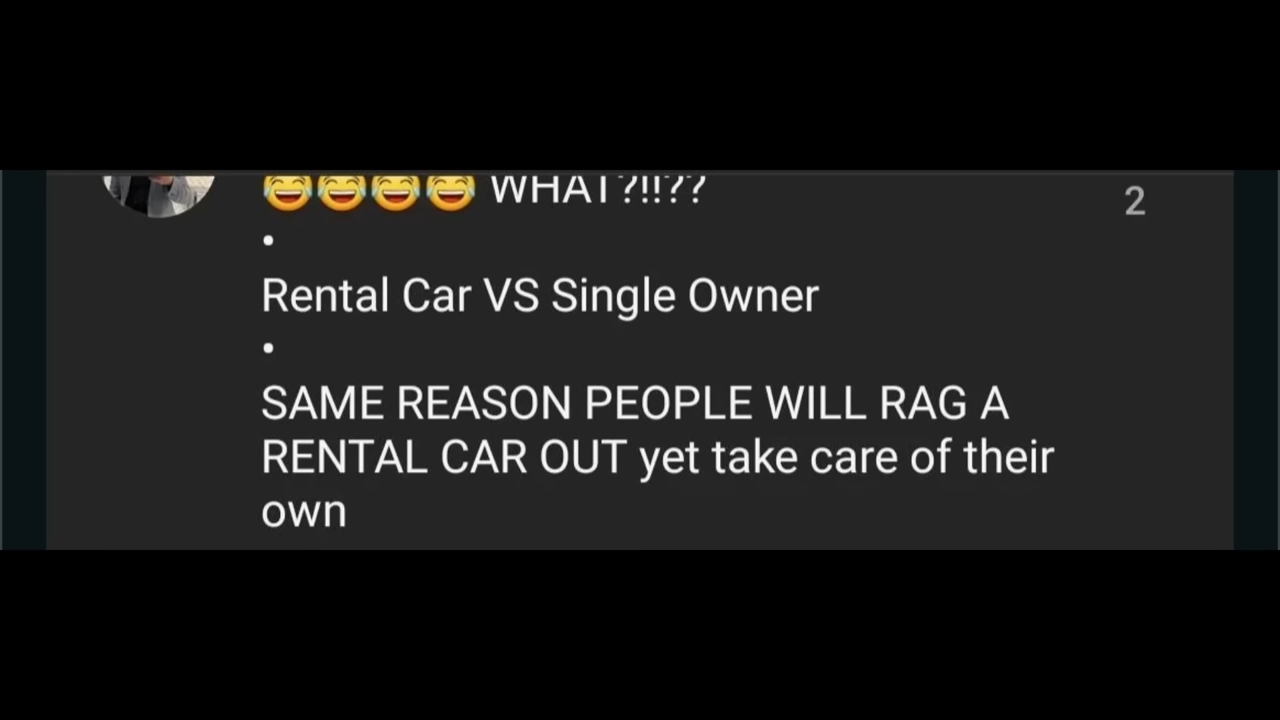 😂😂😂😂 WHAT?!!??
2
•
Rental Car VS Single Owner
•
SAME REASON PEOPLE WILL RAG A
RENTAL CAR OUT yet take care of their
own